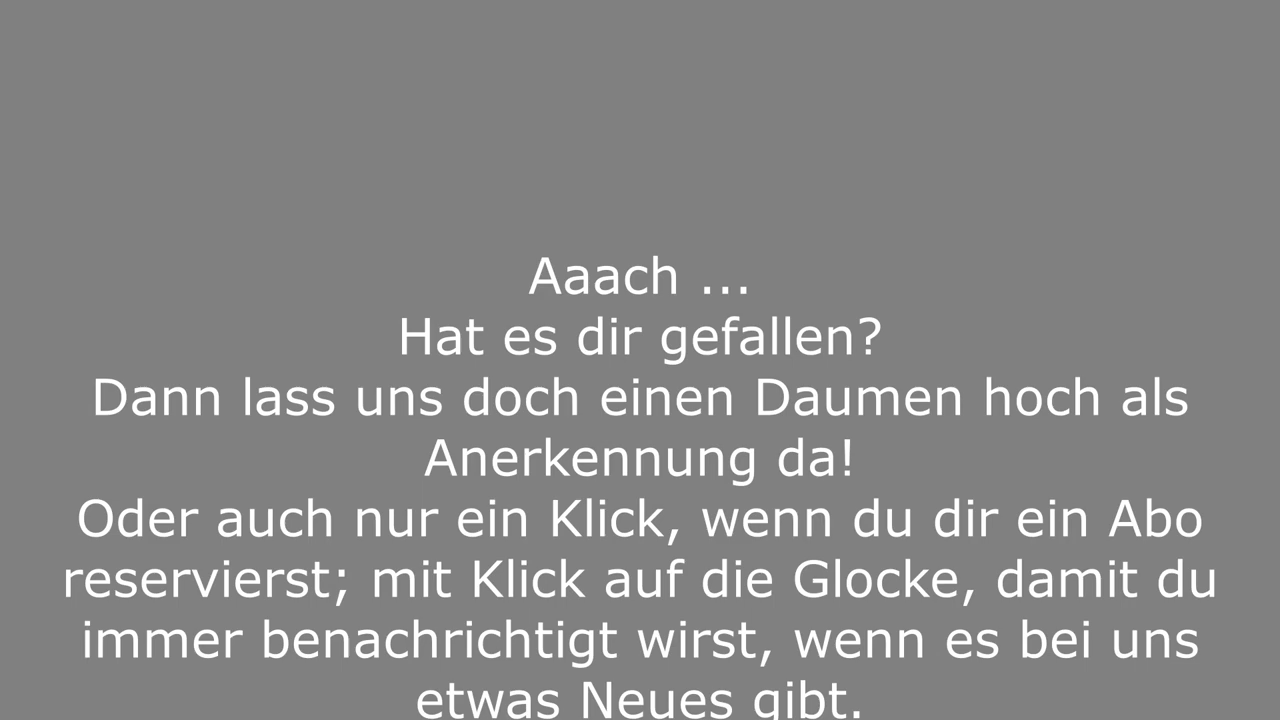 Aaach ...
Hat es dir gefallen?
Dann lass uns doch einen Daumen hoch als
Anerkennung da!
Oder auch nur ein Klick, wenn du dir ein Abo
reservierst; mit Klick auf die Glocke, damit du
immer benachrichtigt wirst, wenn es bei uns
etwas Neues gibt.